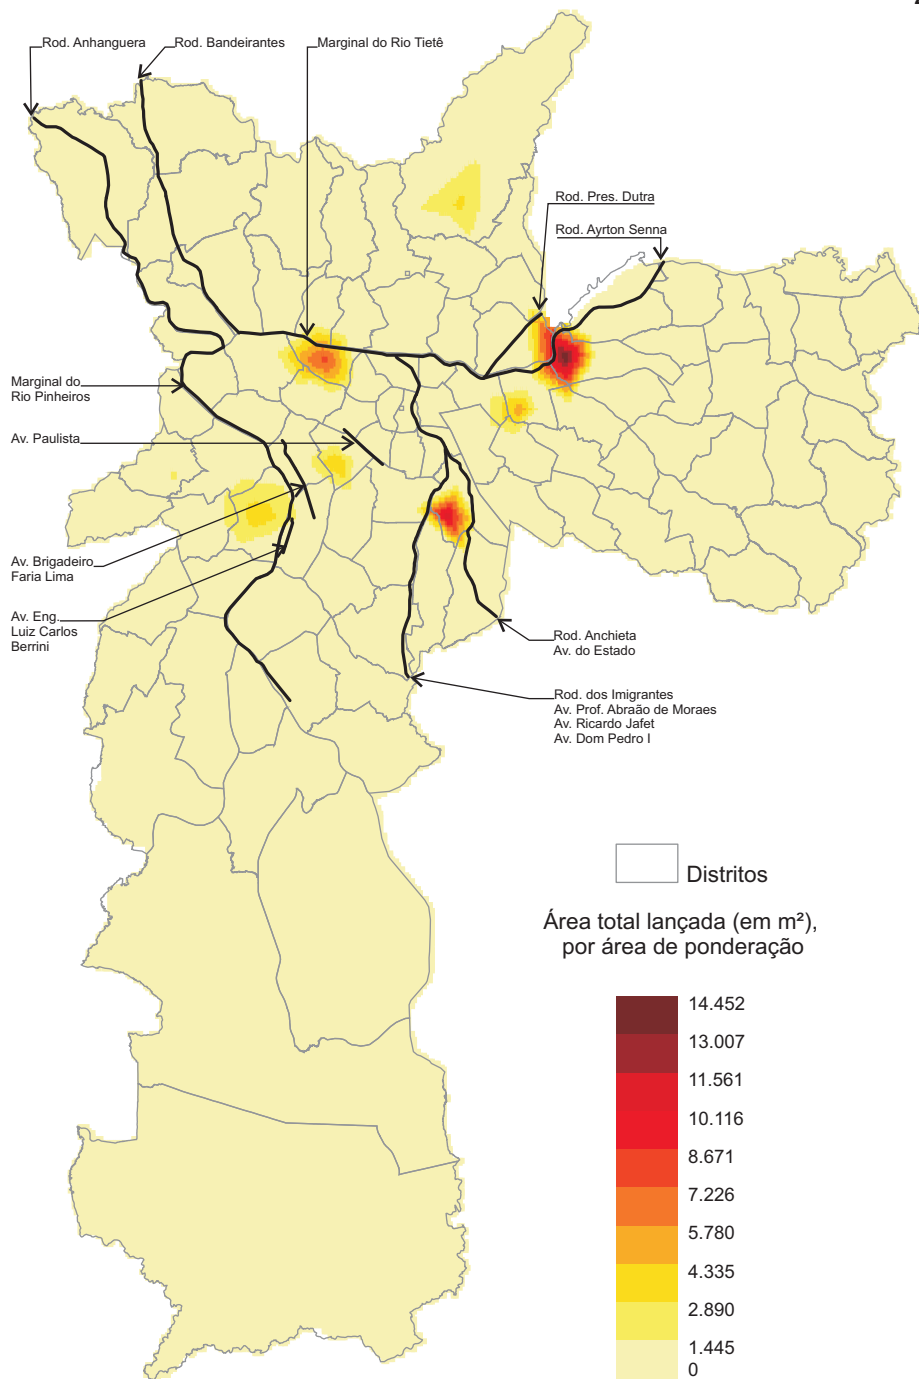 Rod. Anhanguera
Rod. Bandeirantes
Marginal do Rio Tietê
Rod. Pres. Dutra
Rod. Ayrton Senna
Marginal do
Rio Pinheiros
Av. Paulista
Av. Brigadeiro
Faria Lima
Av. Eng.
Luiz Carlos
Berrini
Rod. Anchieta
Av. do Estado
Rod. dos Imigrantes
Av. Prof. Abraão de Moraes
Av. Ricardo Jafet
Av. Dom Pedro I
Distritos
Área total lançada (em m²),
por área de ponderação
14.452
13.007
11.561
10.116
8.671
7.226
5.780
4.335
2.890
1.445
0